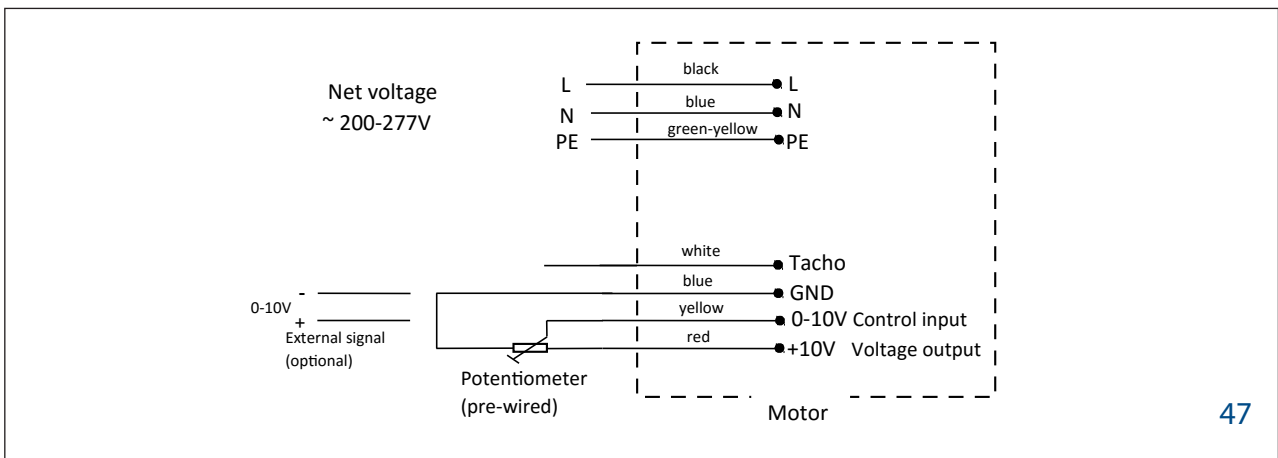 Net voltage
~ 200-277V
L black L
N blue N
PE green-yellow PE
white Tacho
blue GND
yellow 0-10V Control input
red +10V Voltage output
0-10V - +
External signal
(optional)
Potentiometer
(pre-wired)
Motor
47